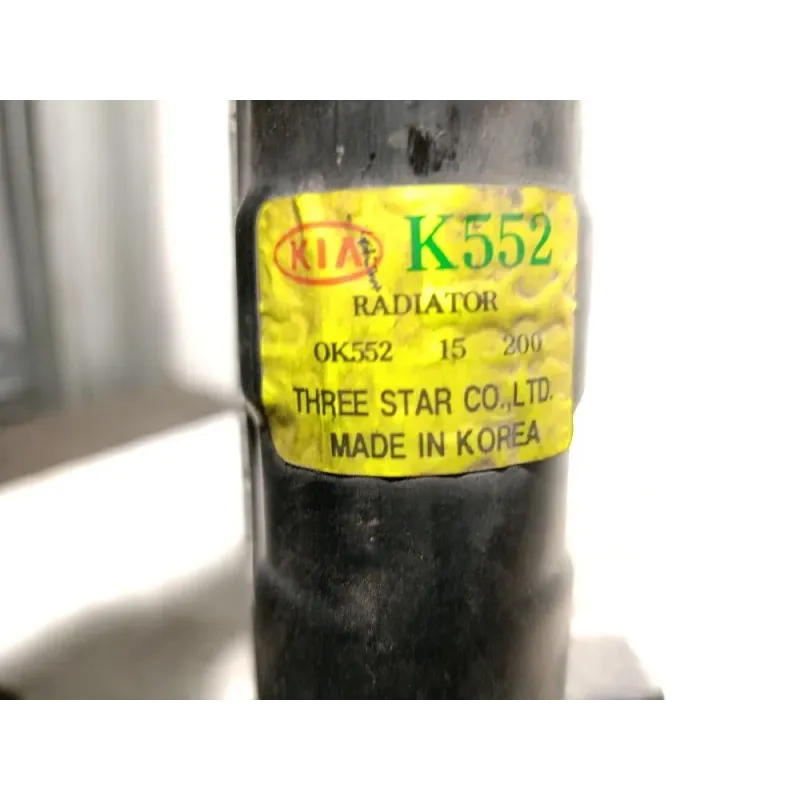 KIA K552
RADIATOR
0K552 15 200
THREE STAR CO.,LTD.
MADE IN KOREA